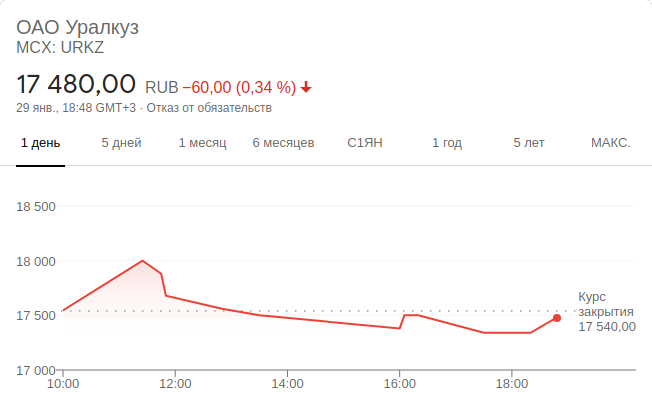 ОАО Уралкуз
MCX: URKZ
17 480,00 RUB −60,00 (0,34 %)
29 янв., 18:48 GMT+3 · Отказ от обязательств
1 день 5 дней 1 месяц 6 месяцев С1ЯН 1 год 5 лет МАКС.
18 500
18 000
17 500
17 000
Курс
закрытия
17 540,00
10:00 12:00 14:00 16:00 18:00